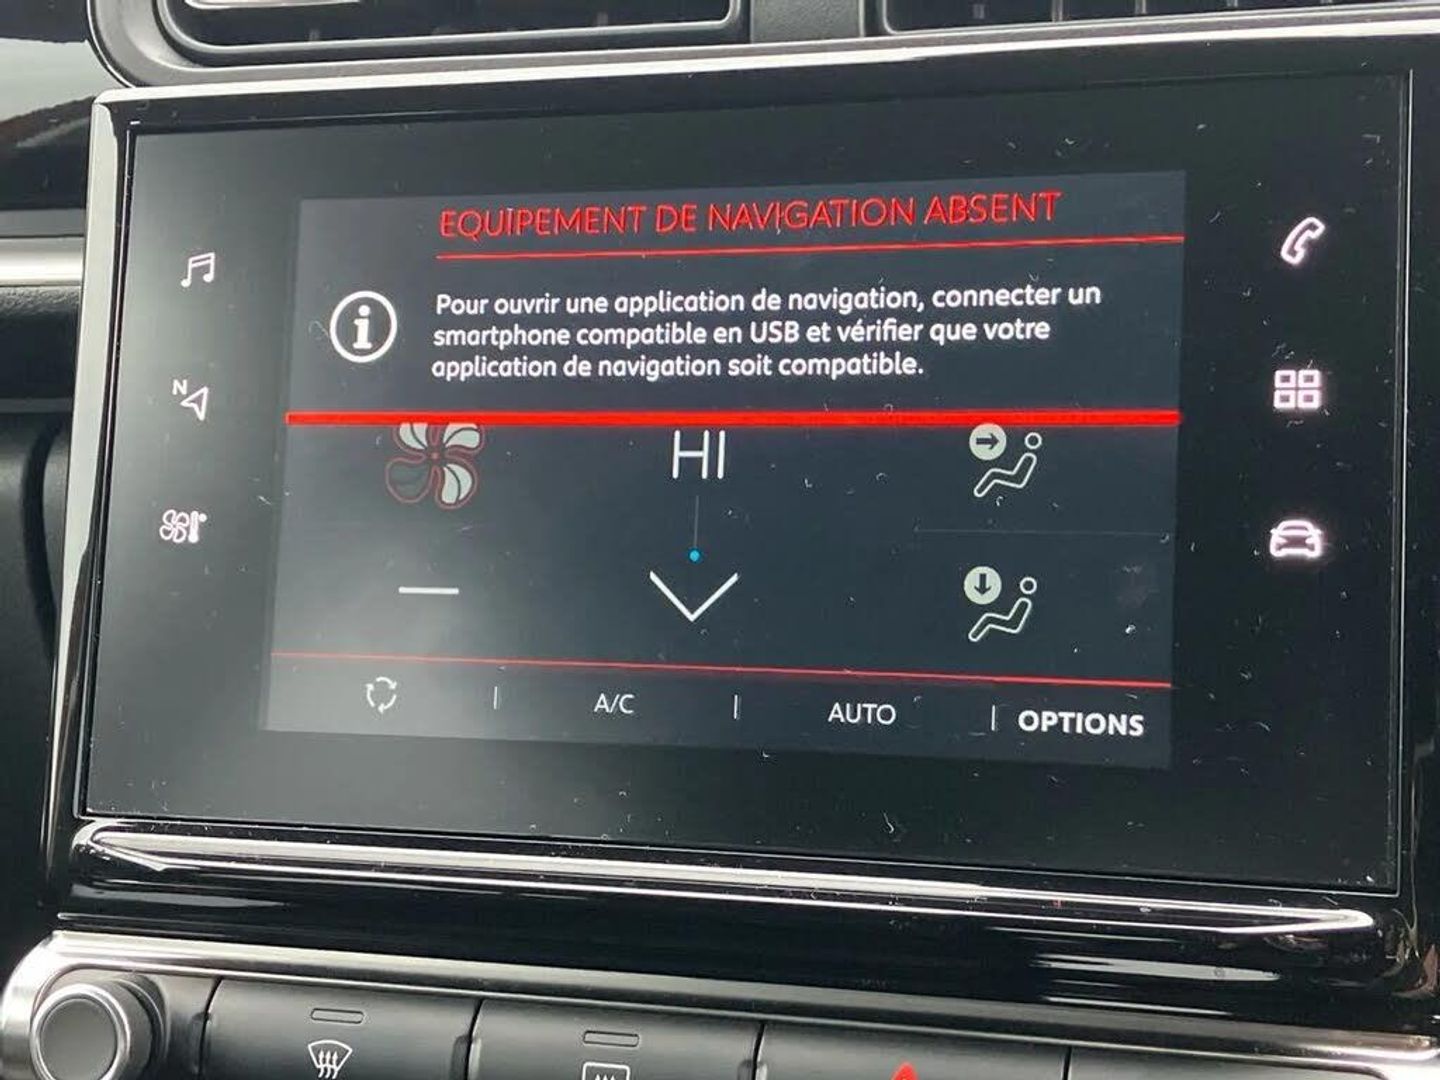 EQUIPEMENT DE NAVIGATION ABSENT
Pour ouvrir une application de navigation, connecter un
smartphone compatible en USB et vérifier que votre
application de navigation soit compatible.
N
HI
A/C
AUTO
OPTIONS